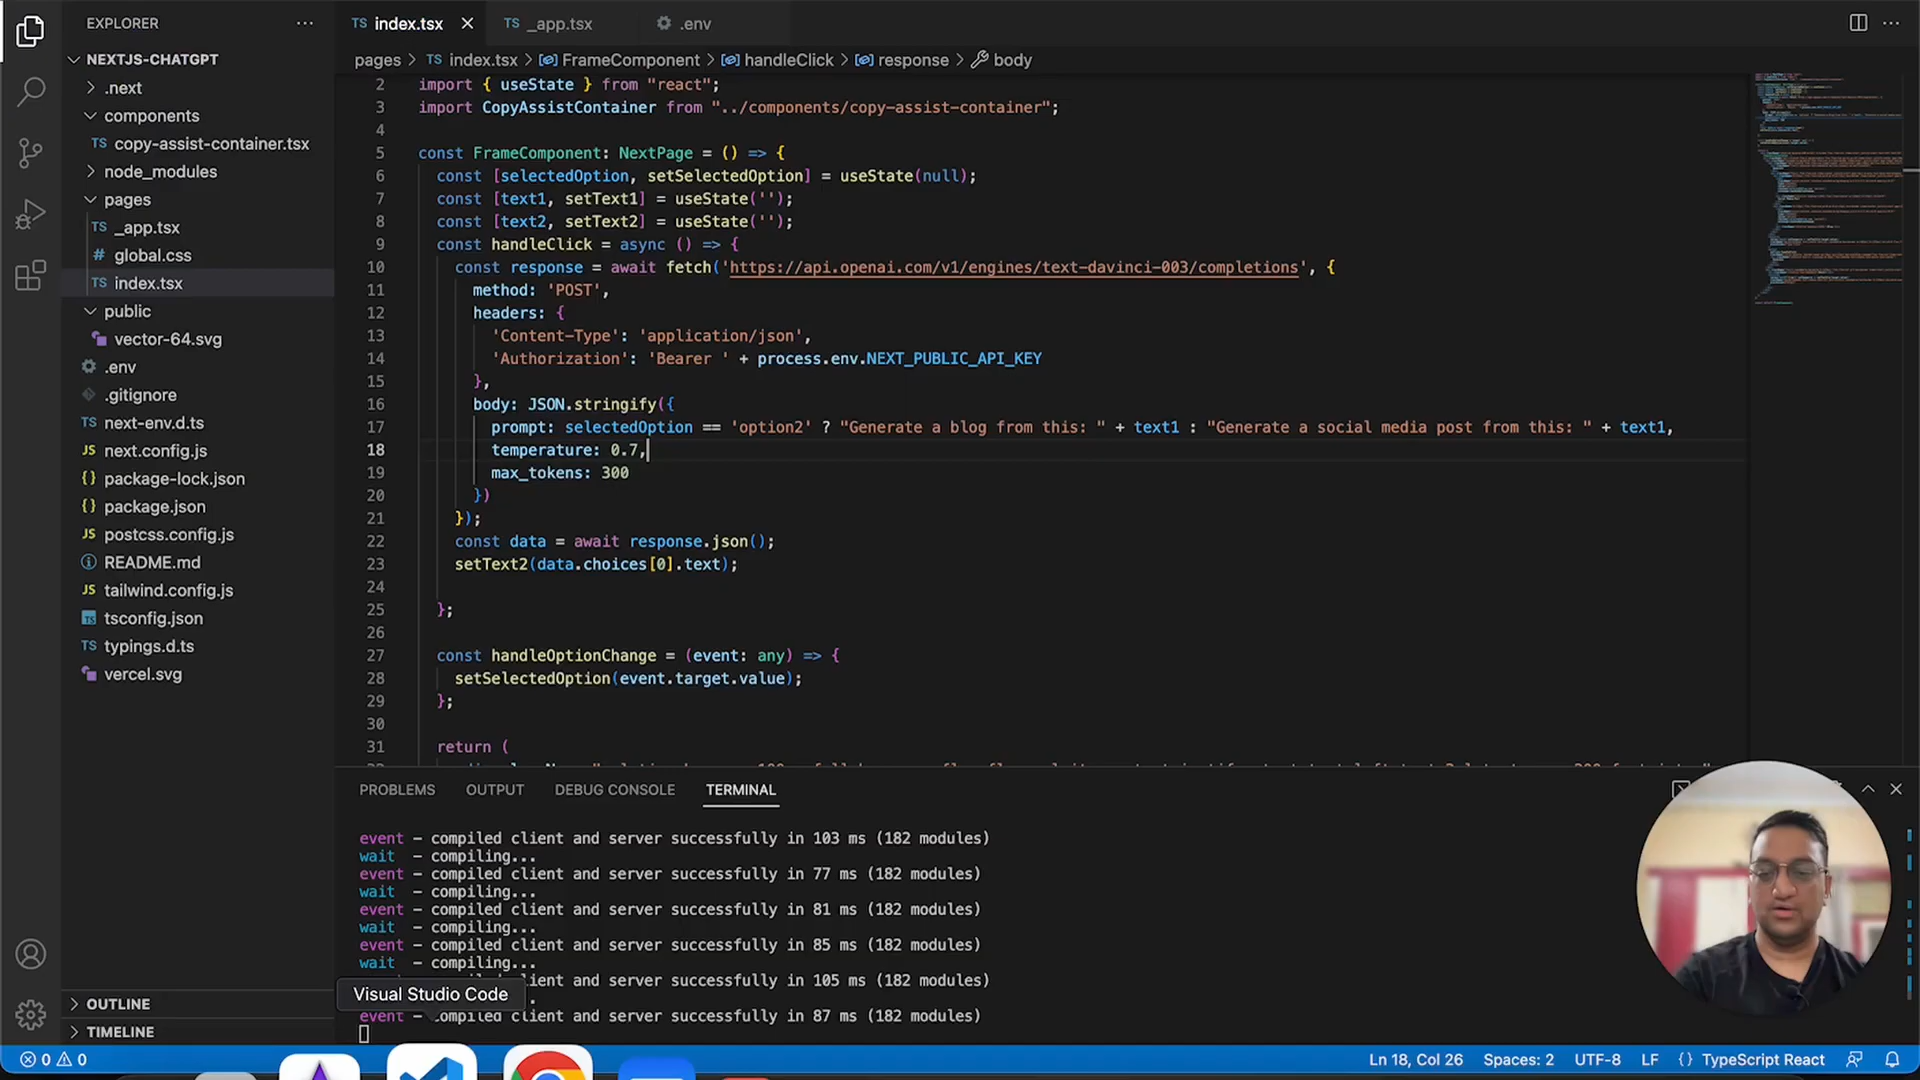 EXPLORER
NEXTJS-CHATGPT
.next
components
TS copy-assist-container.tsx
node_modules
pages
TS _app.tsx
# global.css
TS index.tsx
public
vector-64.svg
.env
.gitignore
TS next-env.d.ts
JS next.config.js
{} package-lock.json
{} package.json
JS postcss.config.js
README.md
JS tailwind.config.js
tsconfig.json
TS typings.d.ts
vercel.svg
OUTLINE
TIMELINE
TS index.tsx
TS _app.tsx
.env
pages > TS index.tsx > FrameComponent > handleClick > response > body
2 import { useState } from "react";
3 import CopyAssistContainer from "../components/copy-assist-container";
4
5 const FrameComponent: NextPage = () => {
6 const [selectedOption, setSelectedOption] = useState(null);
7 const [text1, setText1] = useState('');
8 const [text2, setText2] = useState('');
9 const handleClick = async () => {
10 const response = await fetch('https://api.openai.com/v1/engines/text-davinci-003/completions', {
11 method: 'POST',
12 headers: {
13 'Content-Type': 'application/json',
14 'Authorization': 'Bearer ' + process.env.NEXT_PUBLIC_API_KEY
15 },
16 body: JSON.stringify({
17 prompt: selectedOption == 'option2' ? "Generate a blog from this: " + text1 : "Generate a social media post from this: " + text1,
18 temperature: 0.7,
19 max_tokens: 300
20 })
21 });
22 const data = await response.json();
23 setText2(data.choices[0].text);
24
25 };
26
27 const handleOptionChange = (event: any) => {
28 setSelectedOption(event.target.value);
29 };
30
31 return (
PROBLEMS OUTPUT DEBUG CONSOLE TERMINAL
event - compiled client and server successfully in 103 ms (182 modules)
wait - compiling...
event - compiled client and server successfully in 77 ms (182 modules)
wait - compiling...
event - compiled client and server successfully in 81 ms (182 modules)
wait - compiling...
event - compiled client and server successfully in 85 ms (182 modules)
wait - compiling...
client and server successfully in 105 ms (182 modules)
Visual Studio Code
event - compiled client and server successfully in 87 ms (182 modules)
0 0
Ln 18, Col 26
Spaces: 2
UTF-8
LF
{} TypeScript React